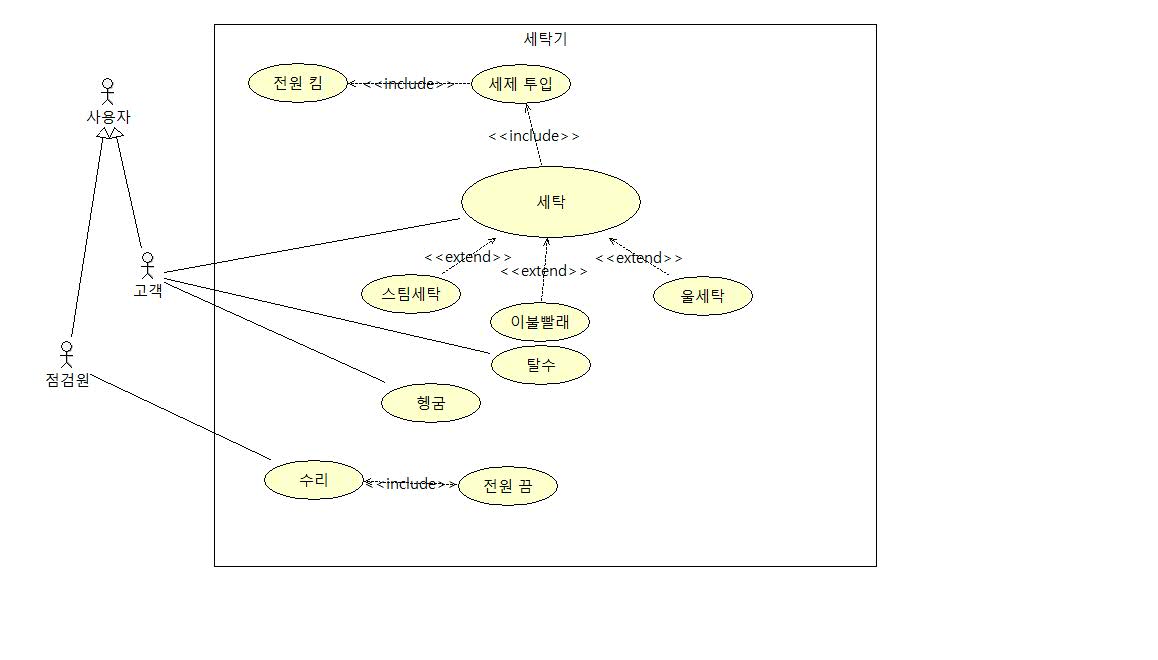 세탁기
전원 킴
<<include>>
세제 투입
사용자
<<include>>
세탁
<<extend>>
<<extend>>
<<extend>>
고객
스팀세탁
울세탁
이불빨래
탈수
점검원
헹굼
수리
<<include>>
전원 끔